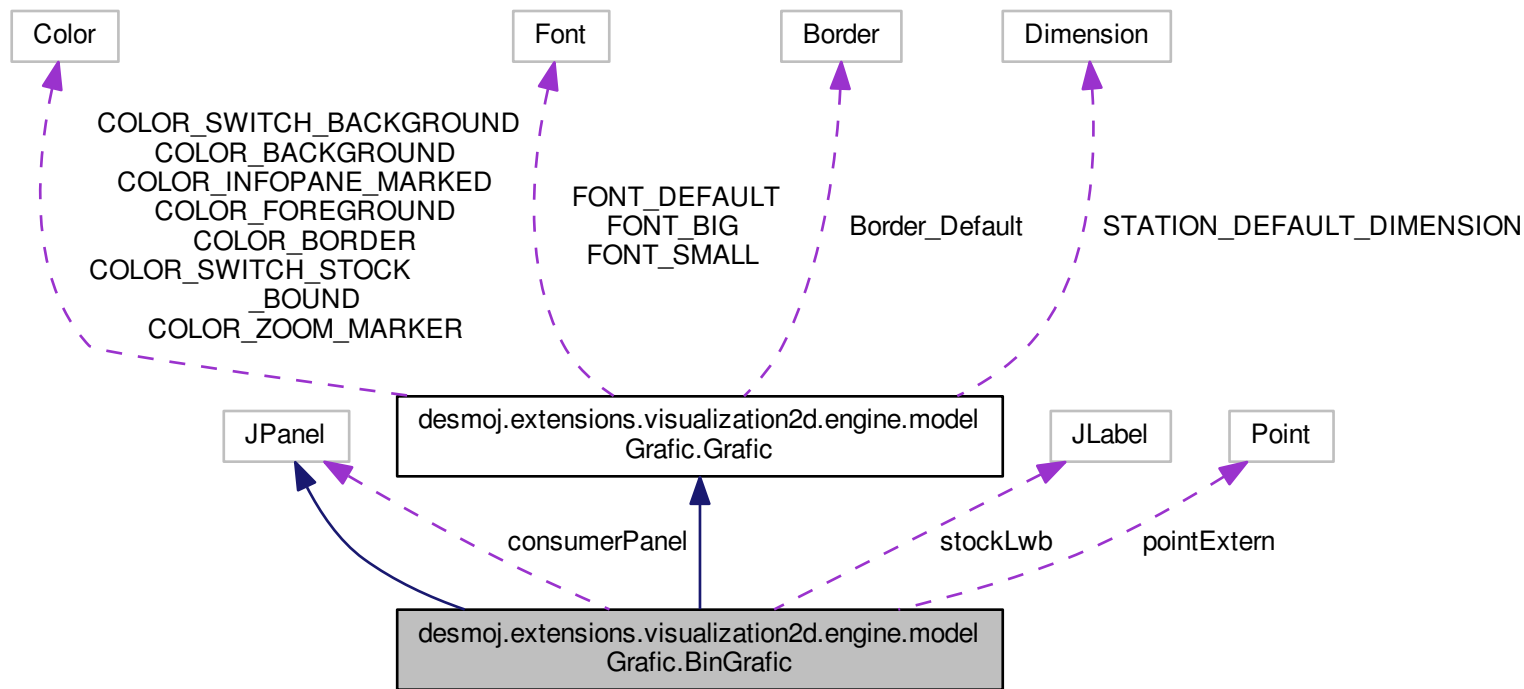 Color
Font
Border
Dimension
COLOR_SWITCH_BACKGROUND
COLOR_BACKGROUND
COLOR_INFOPANE_MARKED
COLOR_FOREGROUND
COLOR_BORDER
COLOR_SWITCH_STOCK
_BOUND
COLOR_ZOOM_MARKER
FONT_DEFAULT
FONT_BIG
FONT_SMALL
Border_Default
STATION_DEFAULT_DIMENSION
JPanel
desmoj.extensions.visualization2d.engine.model
Grafic.Grafic
JLabel
Point
consumerPanel
stockLwb
pointExtern
desmoj.extensions.visualization2d.engine.model
Grafic.BinGrafic